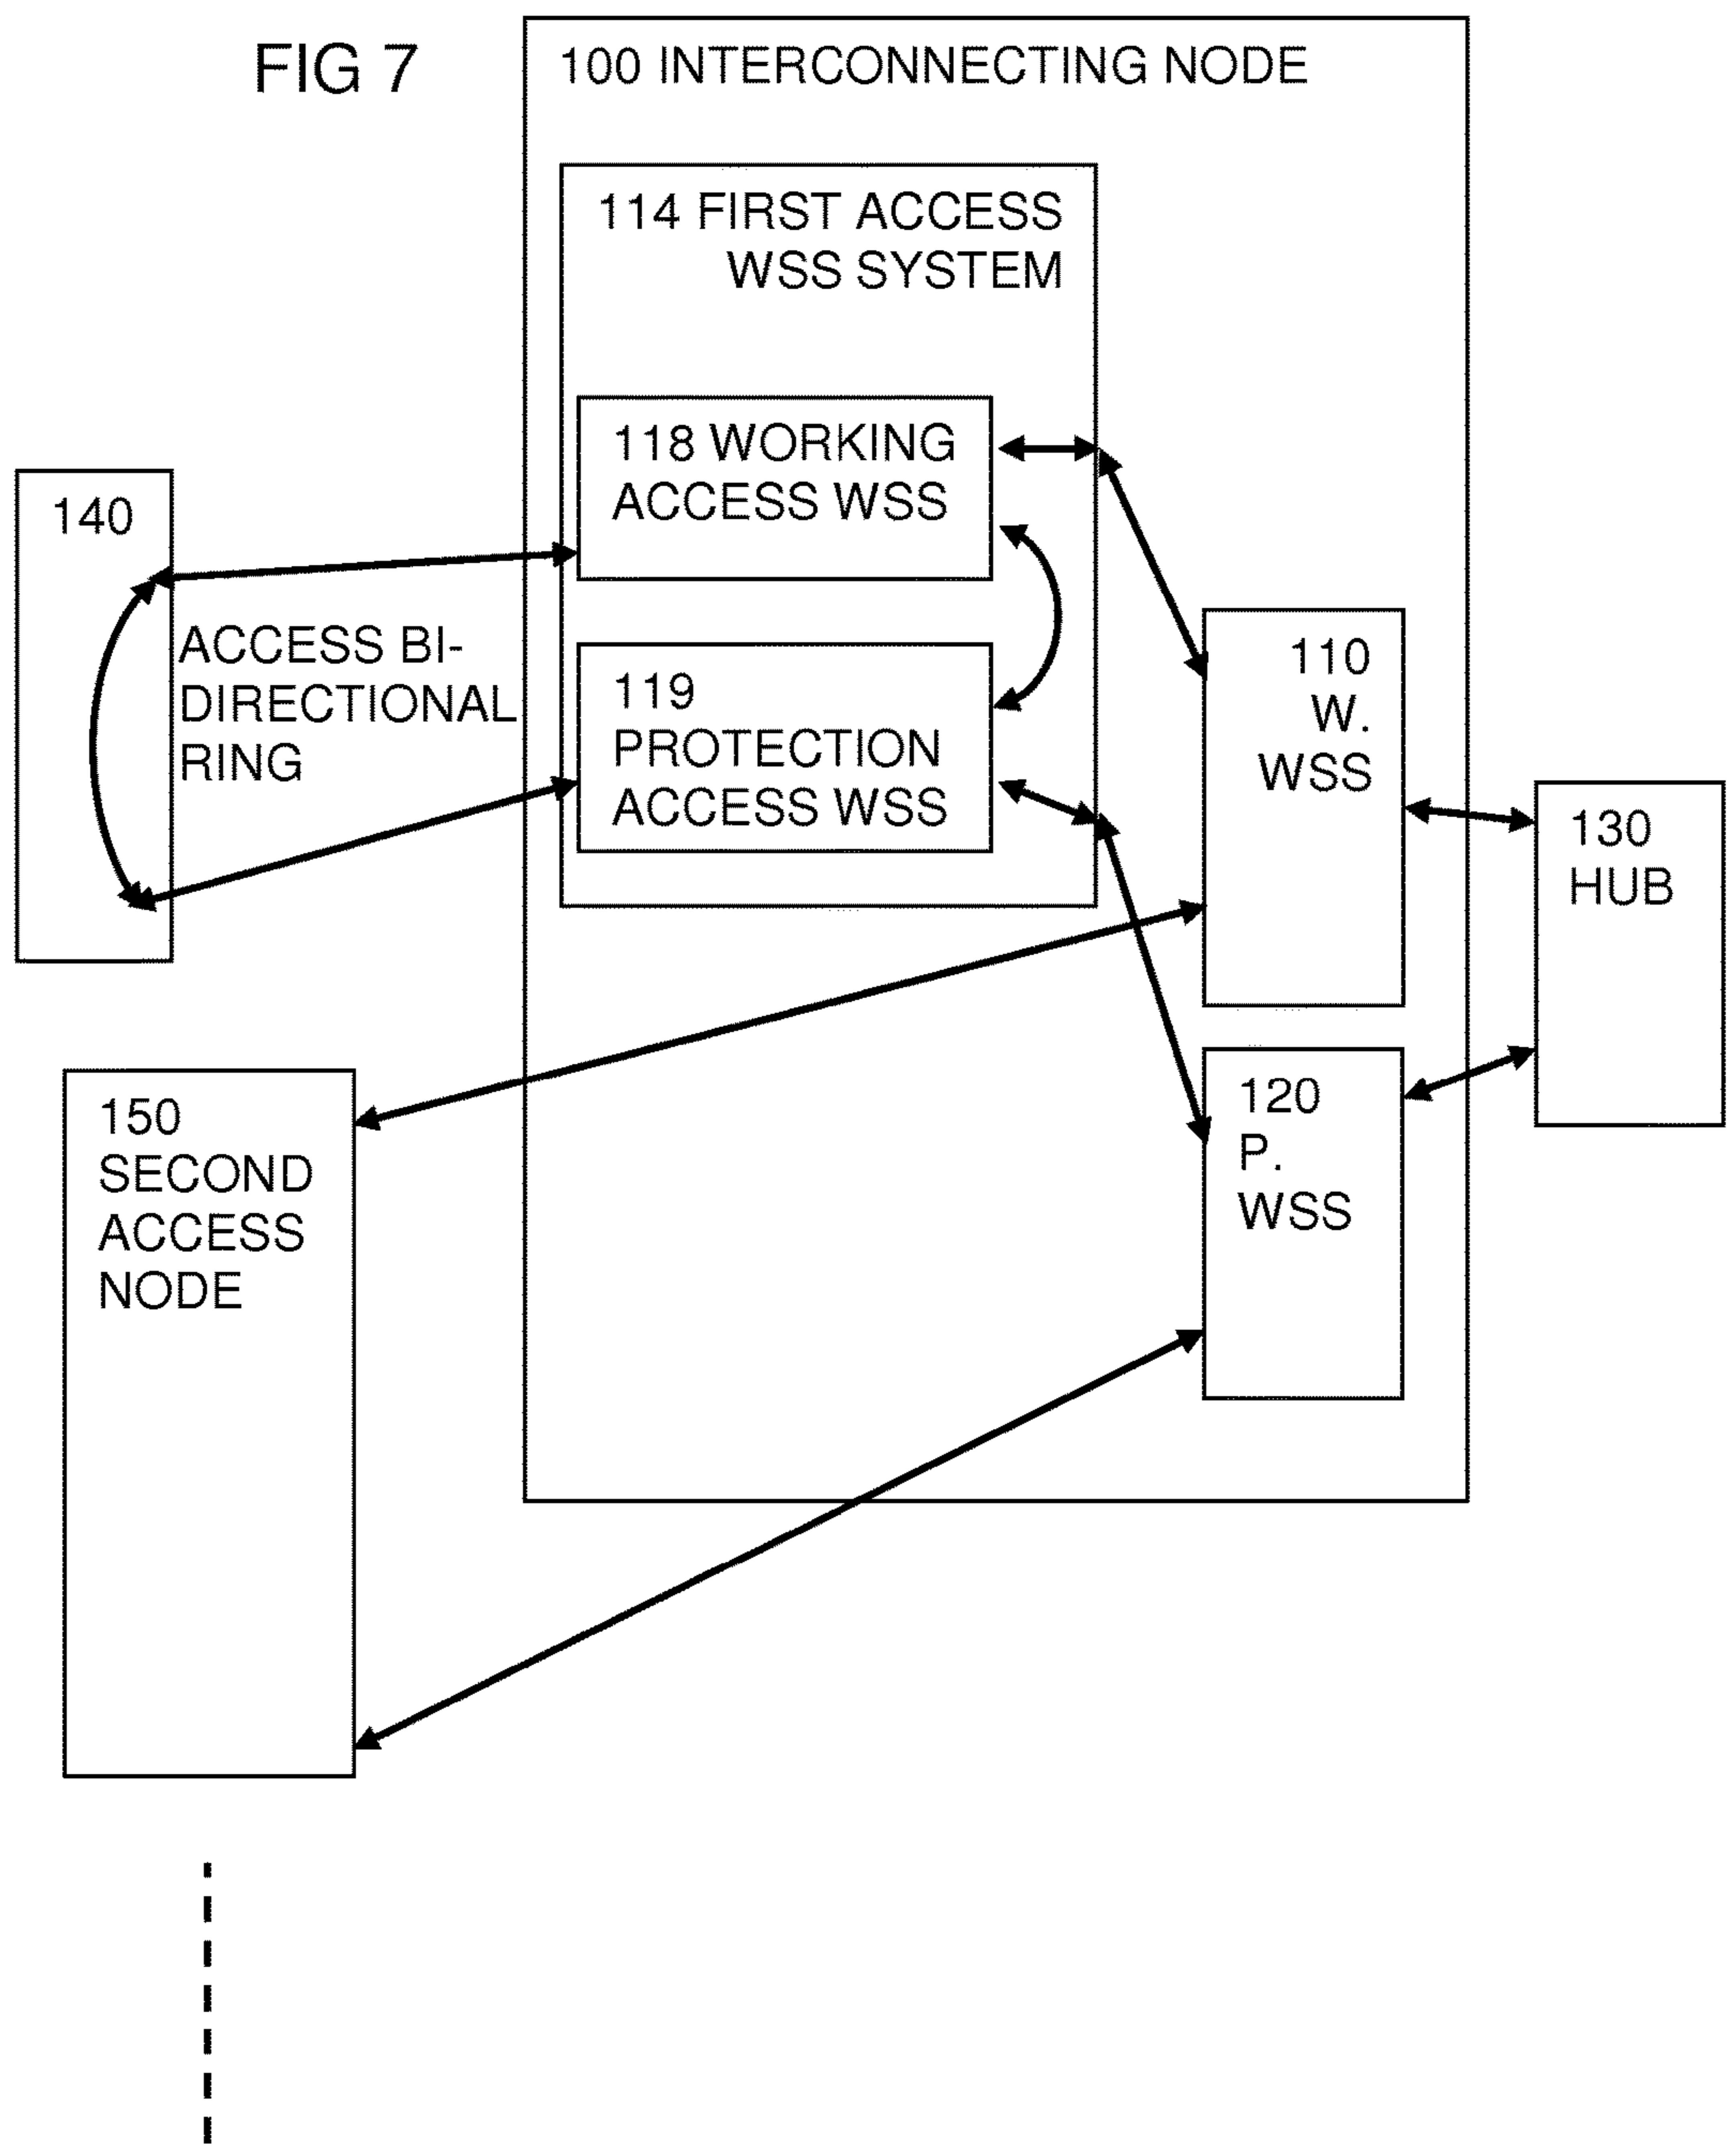 FIG 7
100 INTERCONNECTING NODE
114 FIRST ACCESS
WSS SYSTEM
118 WORKING
ACCESS WSS
140
ACCESS BI-
DIRECTIONAL
RING
119
PROTECTION
ACCESS WSS
110
W.
WSS
130
HUB
150
SECOND
ACCESS
NODE
120
P.
WSS